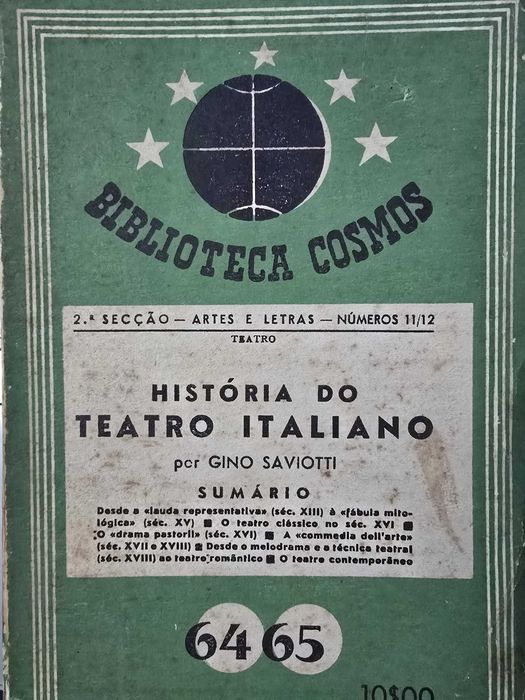 BIBLIOTECA COSMOS
2.ª SECÇÃO — ARTES E LETRAS — NÚMEROS 11/12
TEATRO
HISTÓRIA DO
TEATRO ITALIANO
por GINO SAVIOTTI
SUMÁRIO
Desde a «lauda representativa» (séc. XIII) à «fábula mito-
lógica» (séc. XV) ■ O teatro clássico no séc. XVI ■
O «drama pastoril» (séc. XVI) ■ A «commedia dell'arte»
(séc. XVII e XVIII) ■ Desde o melodrama e a técnica teatral
(séc. XVIII) ao teatro romântico ■ O teatro contemporâneo
64 65
10$00